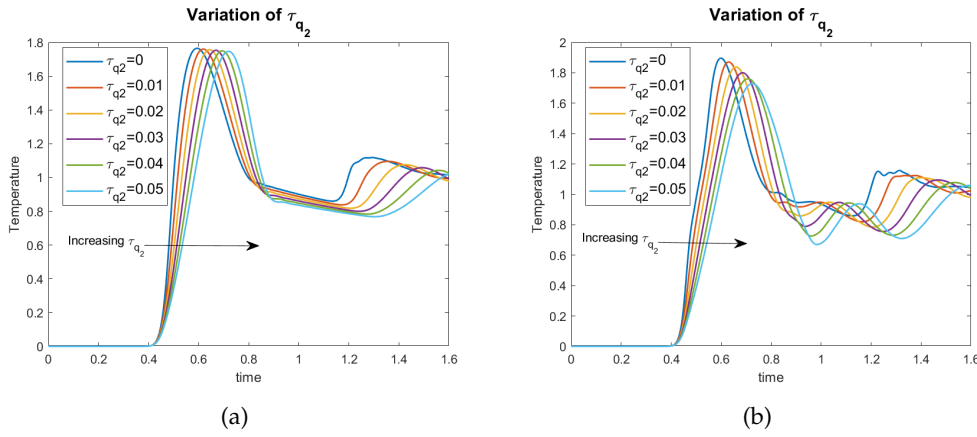 Variation of τq2
Temperature
1.8
1.6
1.4
1.2
1
0.8
0.6
0.4
0.2
0
τq2=0
τq2=0.01
τq2=0.02
τq2=0.03
τq2=0.04
τq2=0.05
Increasing τq2
0 0.2 0.4 0.6 0.8 1 1.2 1.4 1.6
time
(a)
Variation of τq2
Temperature
2
1.8
1.6
1.4
1.2
1
0.8
0.6
0.4
0.2
0
τq2=0
τq2=0.01
τq2=0.02
τq2=0.03
τq2=0.04
τq2=0.05
Increasing τq2
0 0.2 0.4 0.6 0.8 1 1.2 1.4 1.6
time
(b)